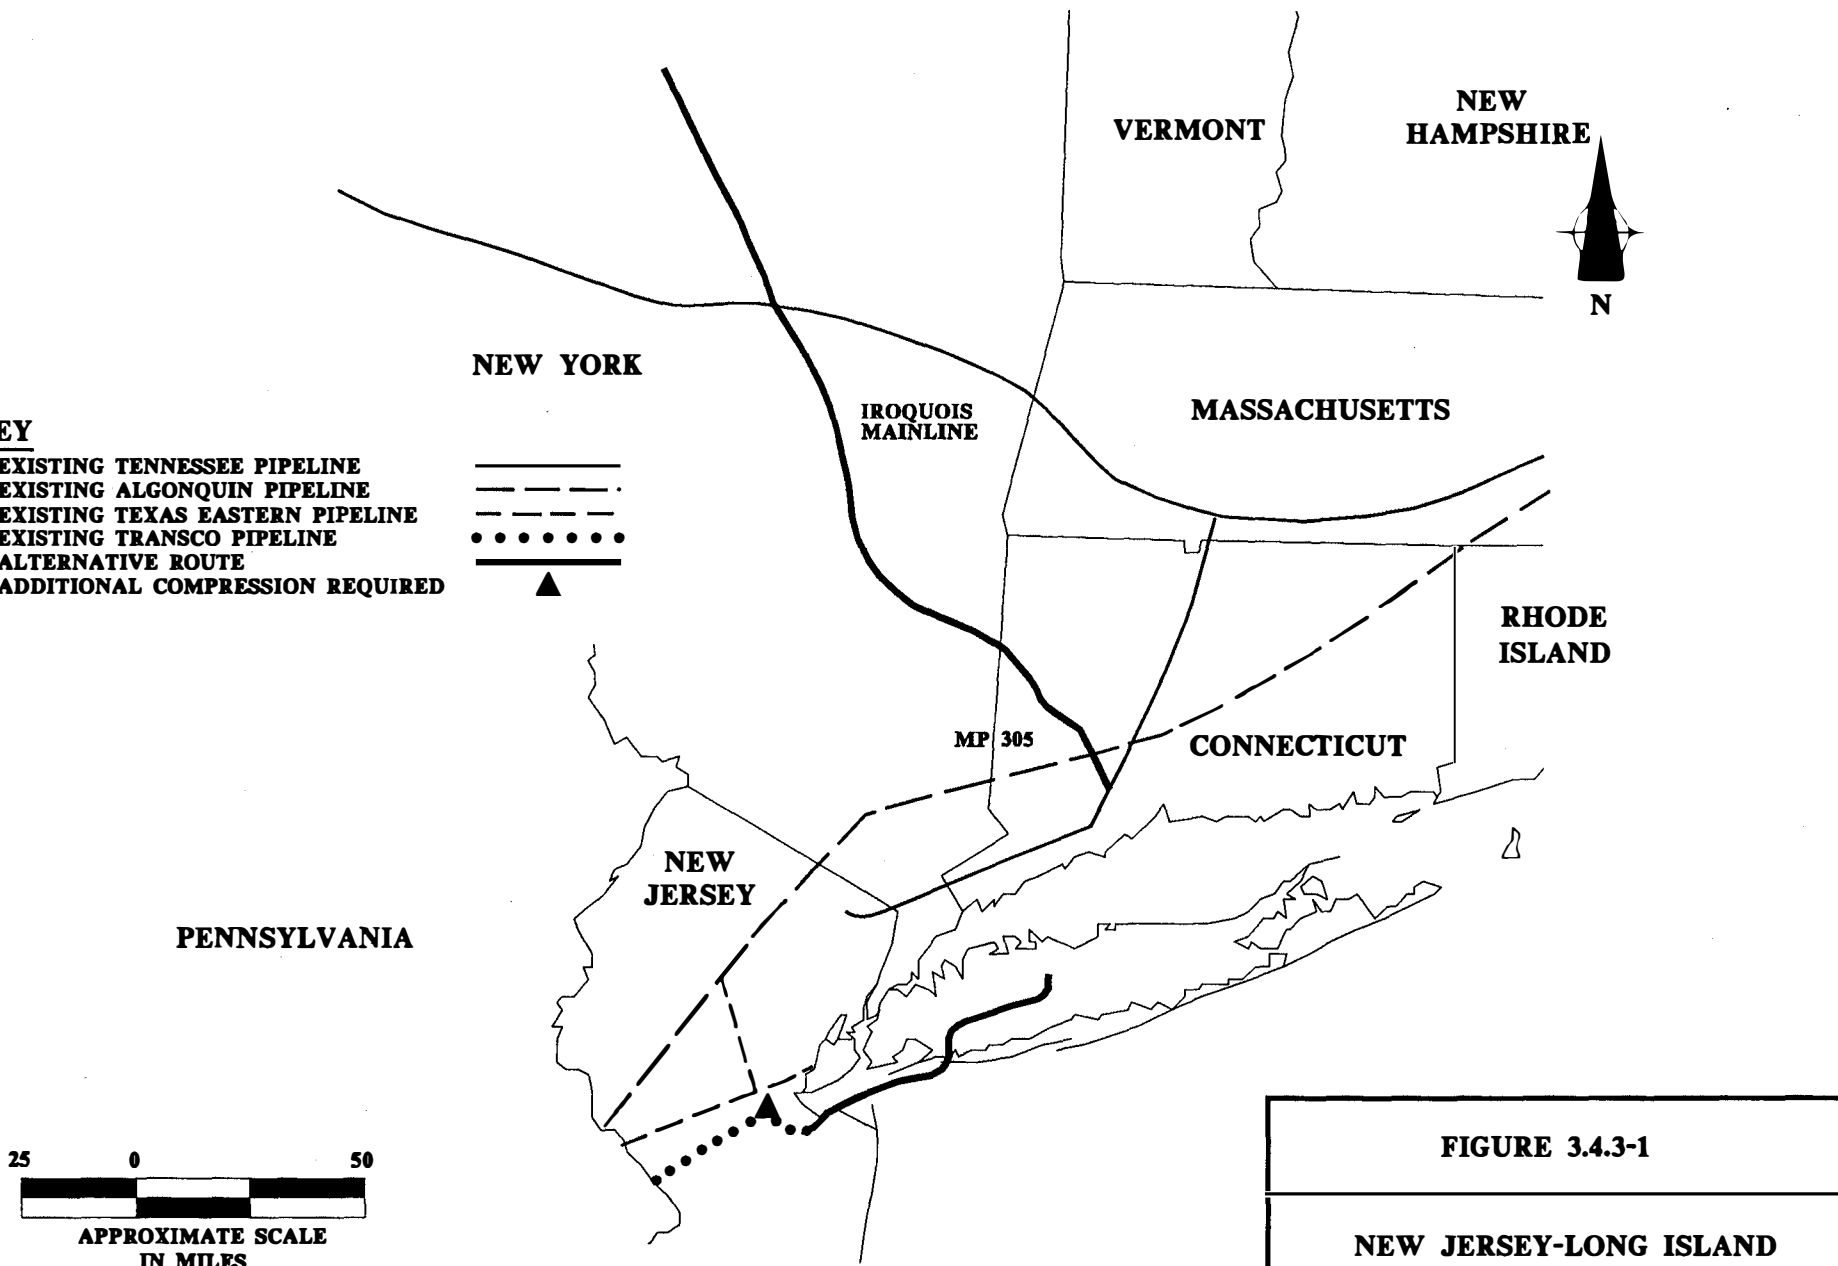 VERMONT
NEW
HAMPSHIRE
N
NEW YORK
IROQUOIS
MAINLINE
MASSACHUSETTS
EY
EXISTING TENNESSEE PIPELINE
EXISTING ALGONQUIN PIPELINE
EXISTING TEXAS EASTERN PIPELINE
EXISTING TRANSCO PIPELINE
ALTERNATIVE ROUTE
ADDITIONAL COMPRESSION REQUIRED
RHODE
ISLAND
MP 305
CONNECTICUT
NEW
JERSEY
PENNSYLVANIA
25 0 50
APPROXIMATE SCALE
IN MILES
FIGURE 3.4.3-1
NEW JERSEY-LONG ISLAND